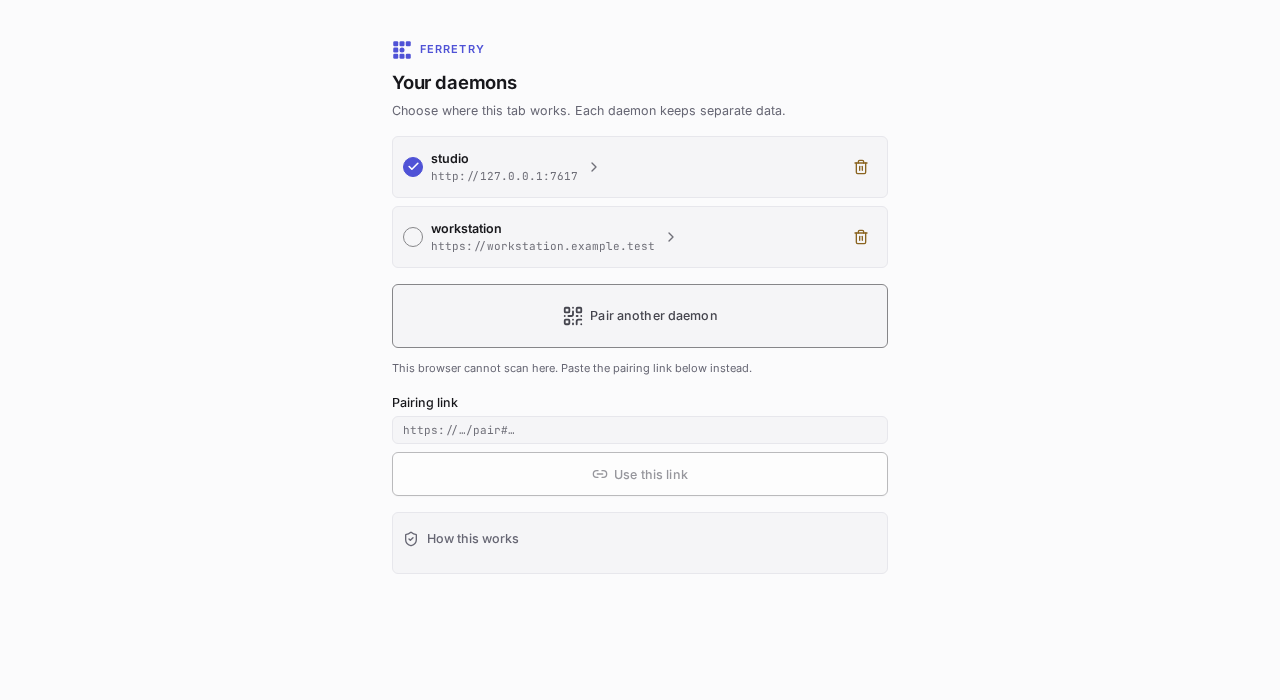 FERRETRY
Your daemons
Choose where this tab works. Each daemon keeps separate data.
studio
http://127.0.0.1:7617
workstation
https://workstation.example.test
Pair another daemon
This browser cannot scan here. Paste the pairing link below instead.
Pairing link
https://…/pair#…
Use this link
How this works